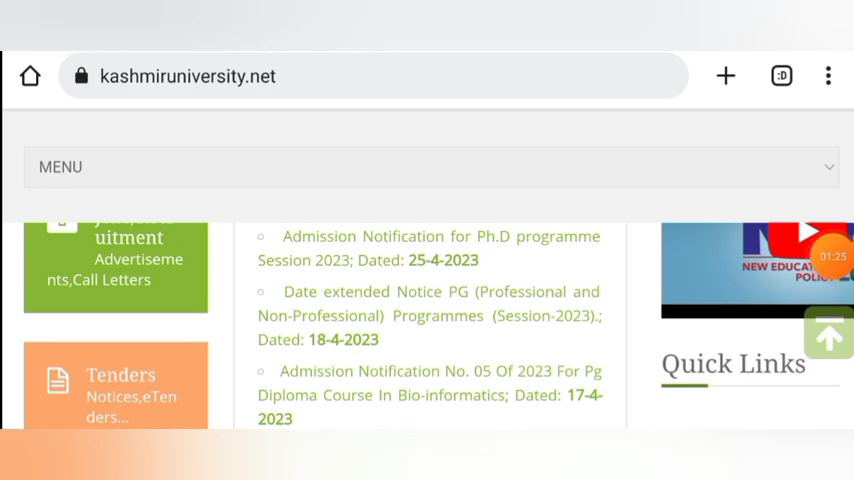 kashmiruniversity.net
:D
MENU
uitment
Advertiseme
nts,Call Letters
Tenders
Notices,eTen
ders...
Admission Notification for Ph.D programme
Session 2023; Dated: 25-4-2023
Date extended Notice PG (Professional and
Non-Professional) Programmes (Session-2023).;
Dated: 18-4-2023
Admission Notification No. 05 Of 2023 For Pg
Diploma Course In Bio-informatics; Dated: 17-4-
2023
NEW EDUCA
POLIC
01:25
Quick Links